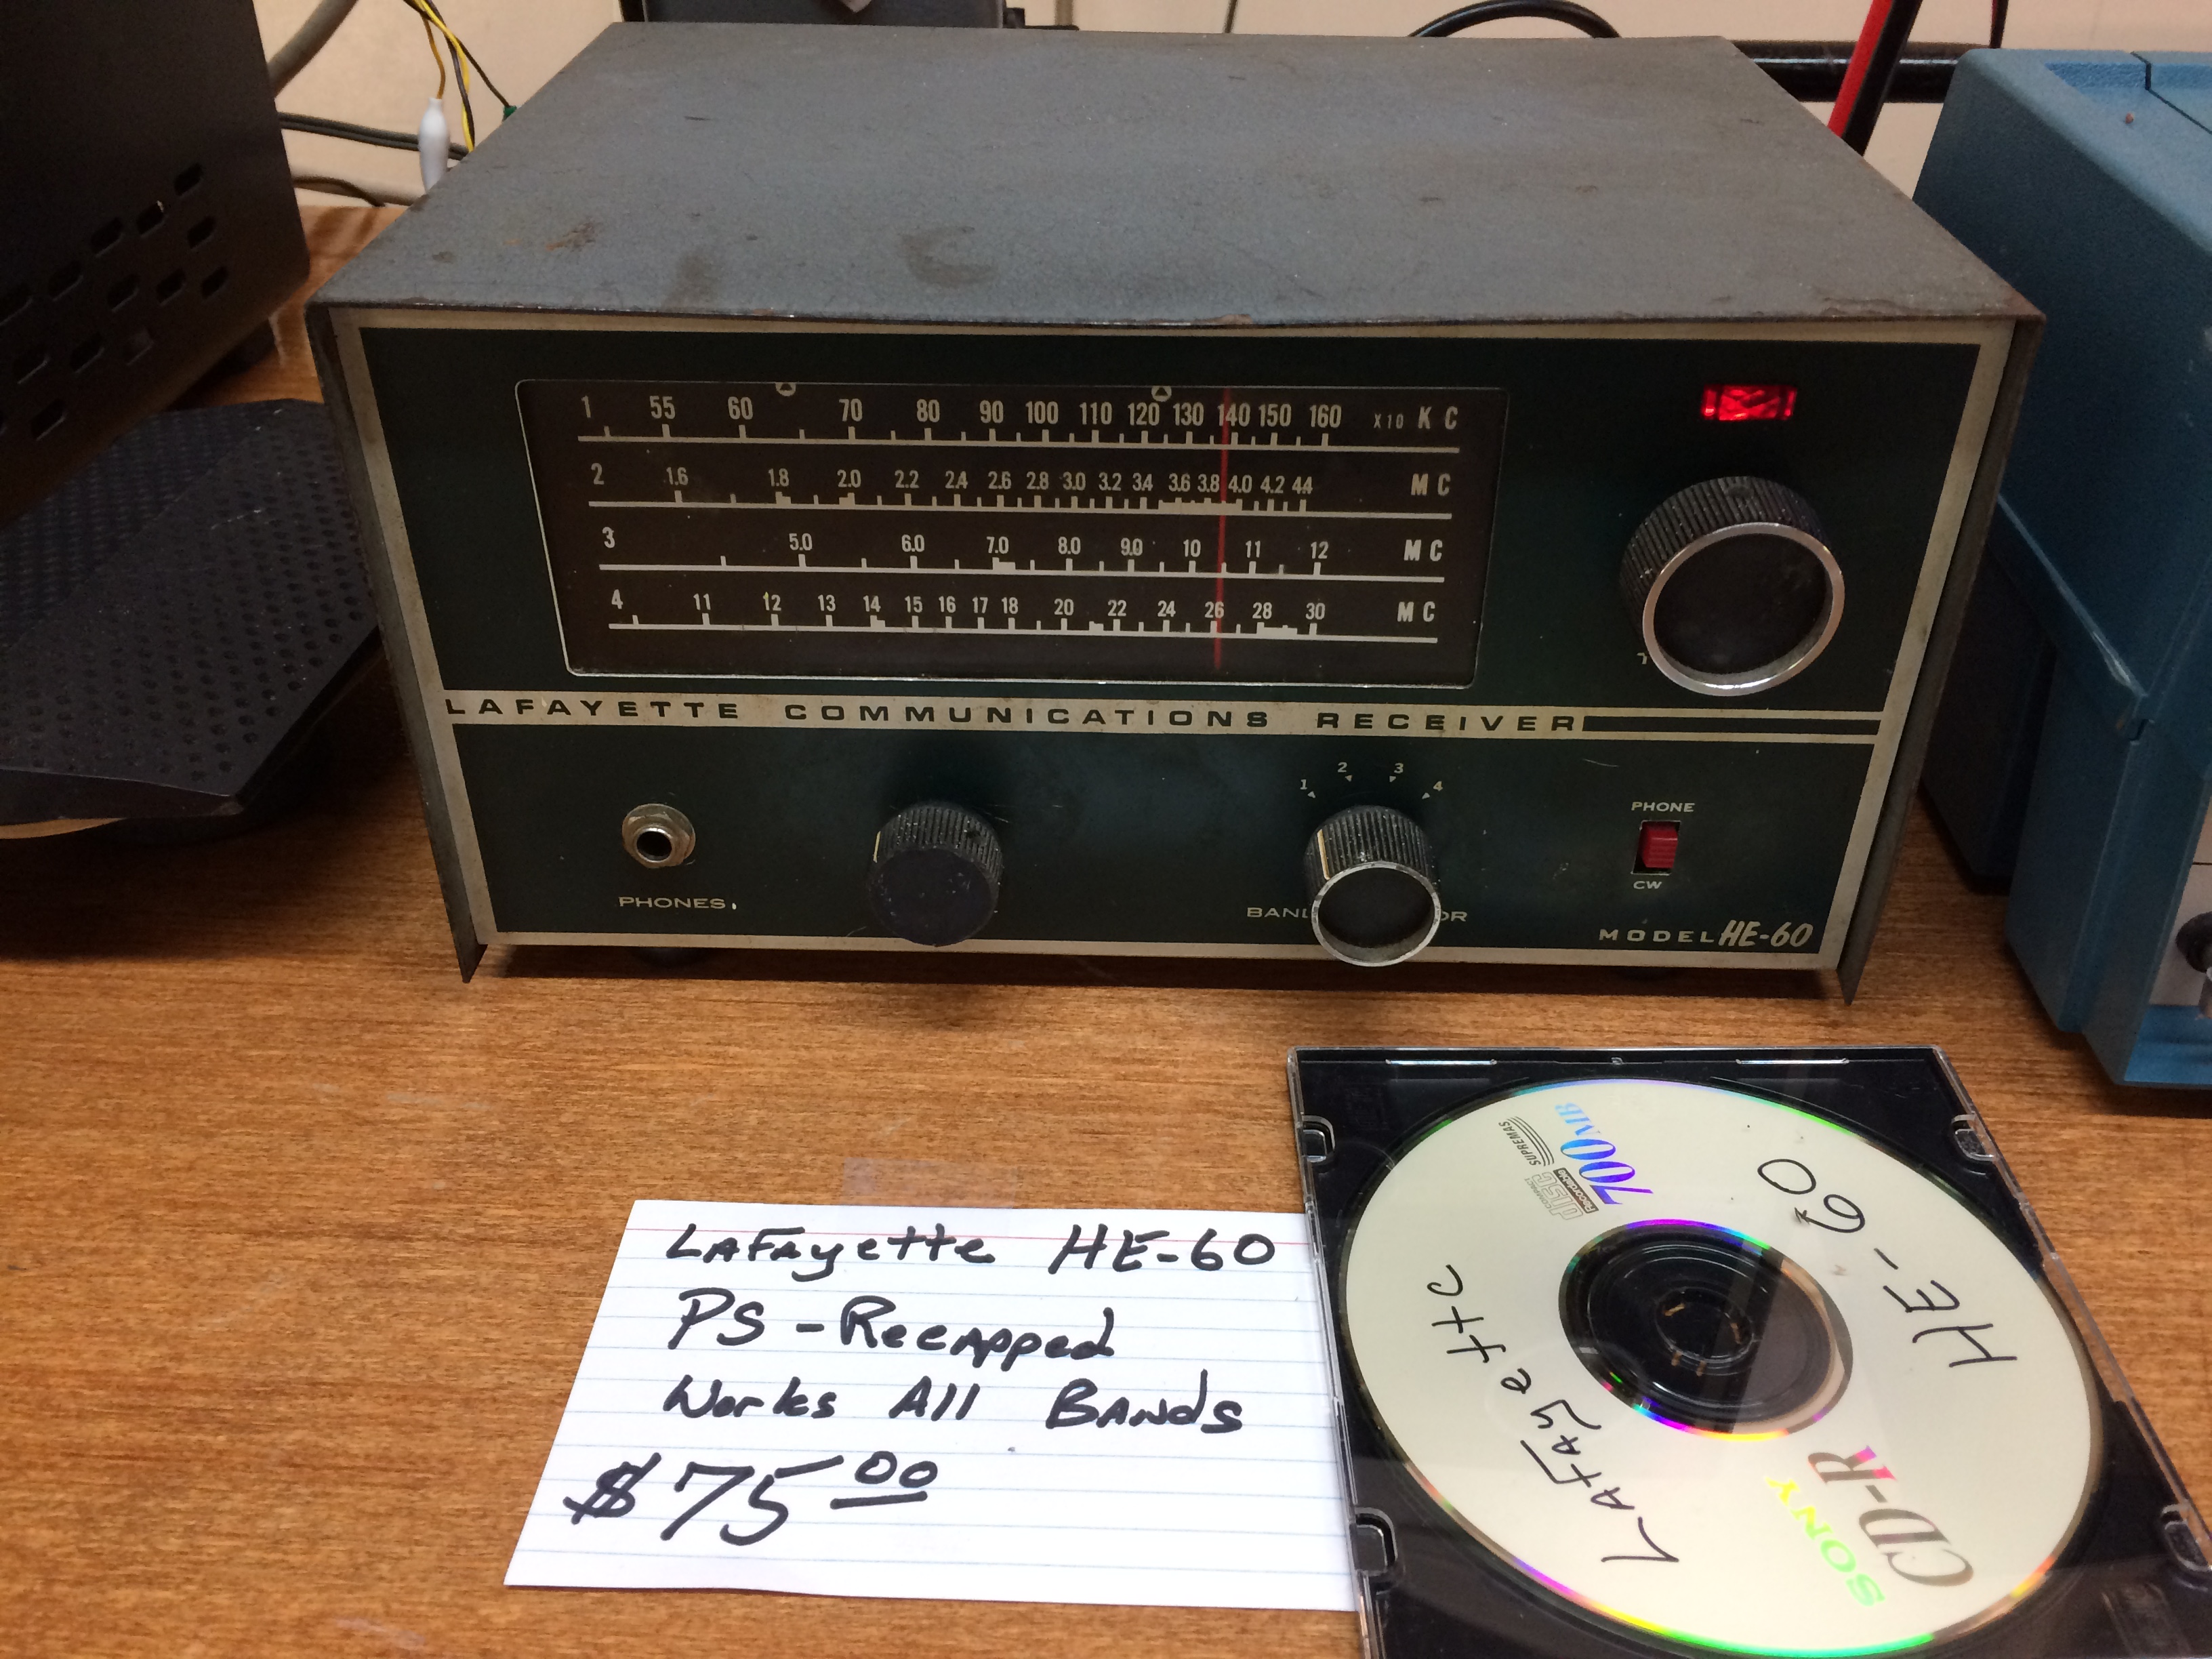 1 55 60 70 80 90 100 110 120 130 140 150 160 X10 KC
2 1.6 1.8 2.0 2.2 2.4 2.6 2.8 3.0 3.2 3.4 3.6 3.8 4.0 4.2 4.4 MC
3 5.0 6.0 7.0 8.0 9.0 10 11 12 MC
4 11 12 13 14 15 16 17 18 20 22 24 26 28 30 MC
LAFAYETTE COMMUNICATIONS RECEIVER
1 2 3 4
PHONE
CW
PHONES
MODEL HE-60
LAFAyette HE-60
PS - Recapped
Works All BANds
$75.00
LAFAyette
HE-60
700MB
SUPREMAS
SONY
CD-R